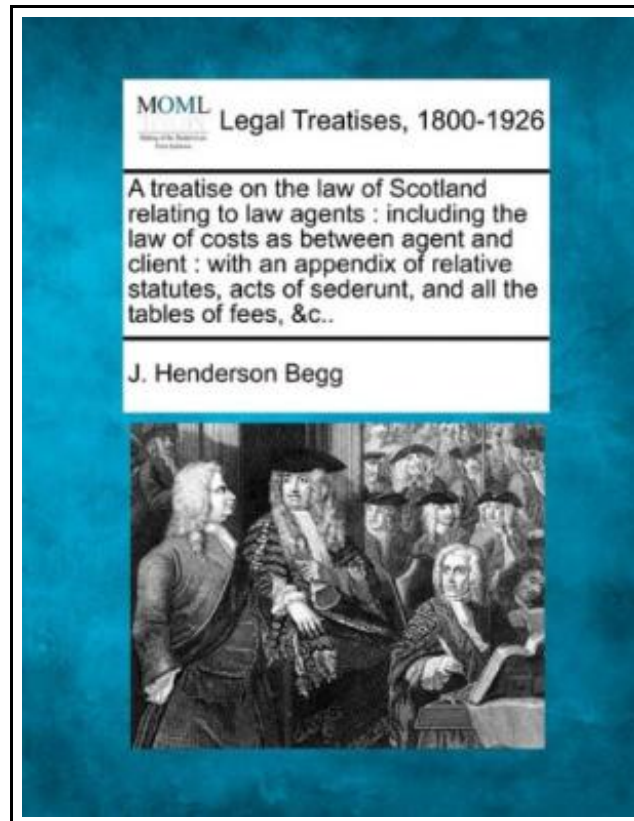 MOML
Legal Treatises, 1800-1926
A treatise on the law of Scotland
relating to law agents : including the
law of costs as between agent and
client : with an appendix of relative
statutes, acts of sederunt, and all the
tables of fees, &c..
J. Henderson Begg